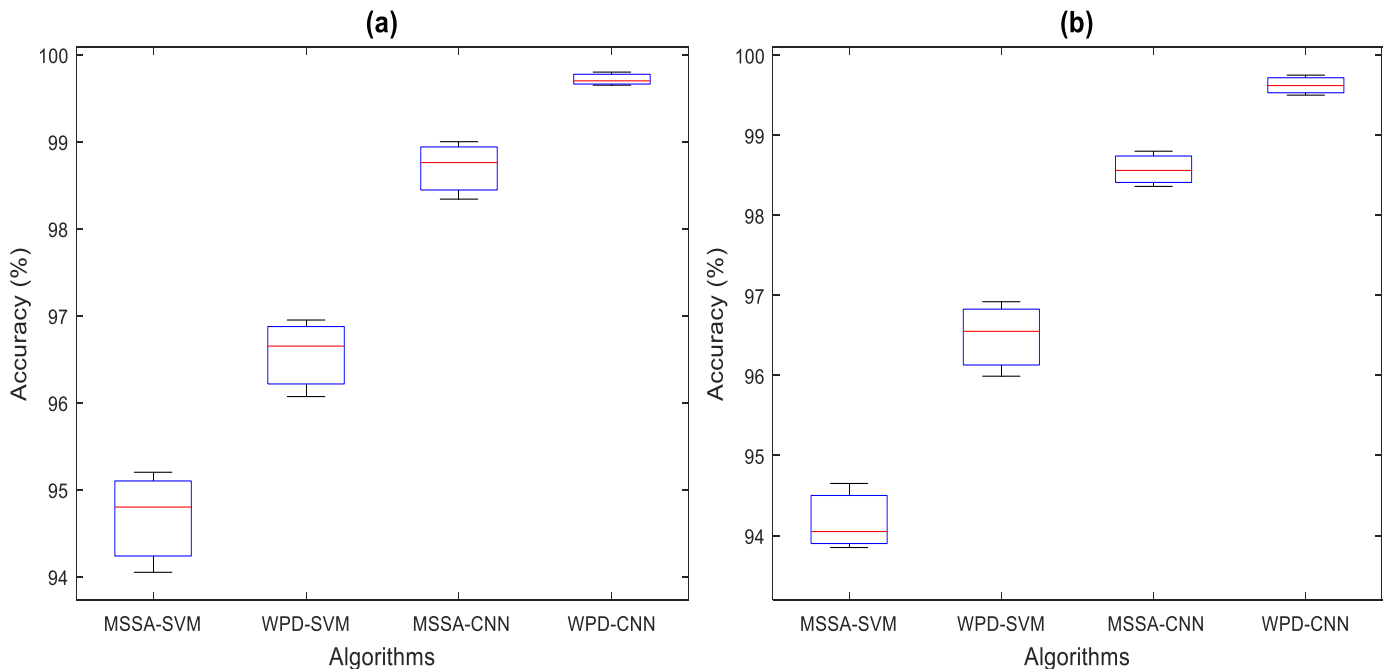 (a)
100
99
98
97
96
95
94
Accuracy (%)
MSSA-SVM WPD-SVM MSSA-CNN WPD-CNN
Algorithms
(b)
100
99
98
97
96
95
94
Accuracy (%)
MSSA-SVM WPD-SVM MSSA-CNN WPD-CNN
Algorithms